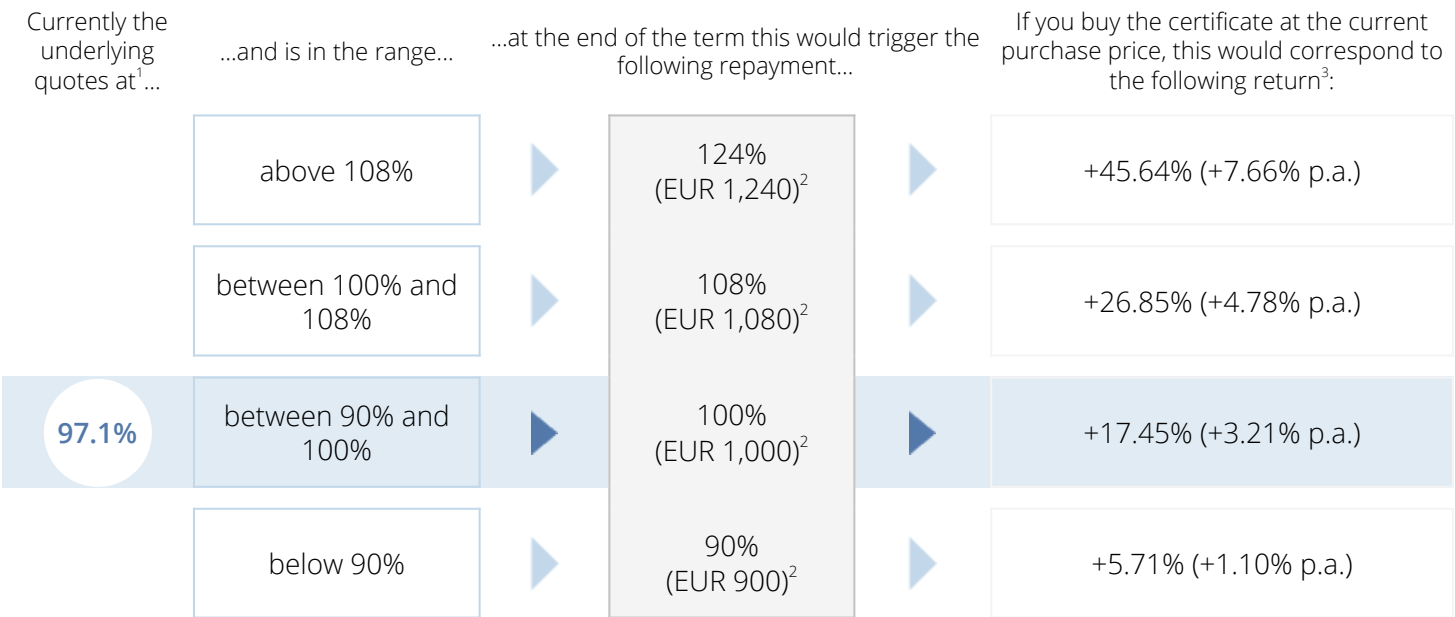 Currently the
underlying
quotes at¹...
...and is in the range...
...at the end of the term this would trigger the
following repayment...
If you buy the certificate at the current
purchase price, this would correspond to
the following return³:
above 108%
124%
(EUR 1,240)²
+45.64% (+7.66% p.a.)
between 100% and
108%
108%
(EUR 1,080)²
+26.85% (+4.78% p.a.)
97.1%
between 90% and
100%
100%
(EUR 1,000)²
+17.45% (+3.21% p.a.)
below 90%
90%
(EUR 900)²
+5.71% (+1.10% p.a.)